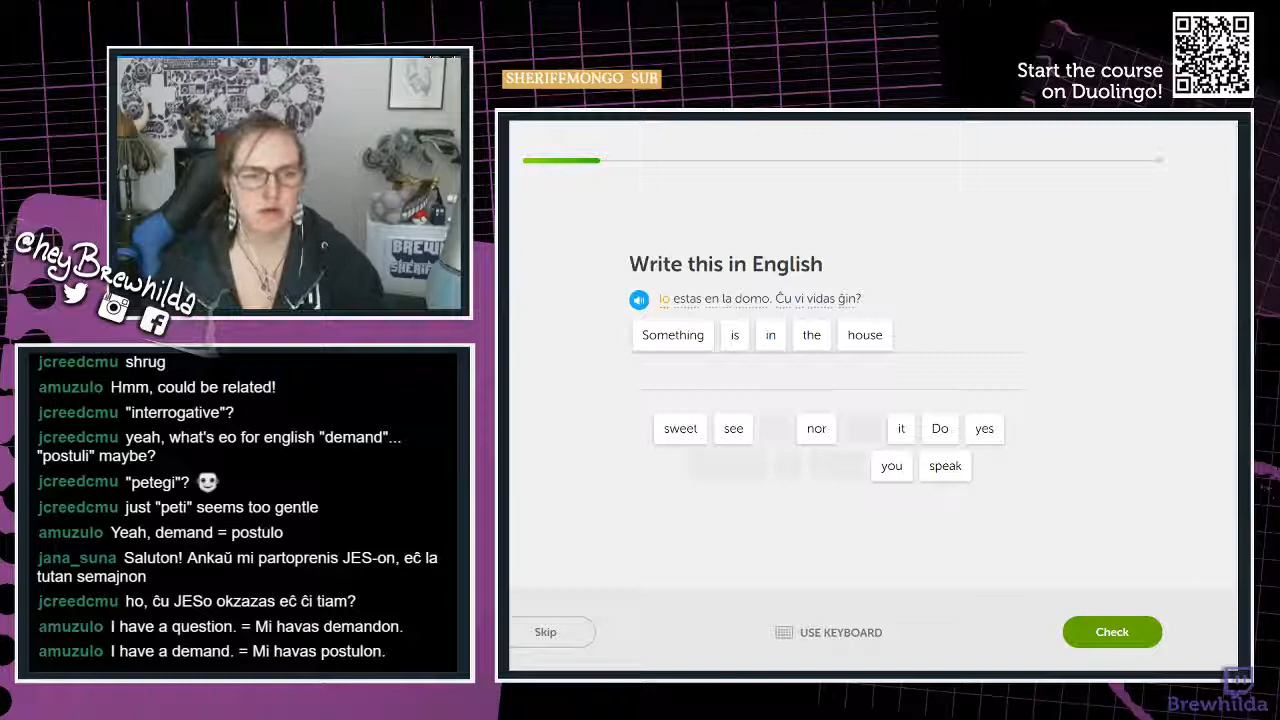 SHERIFFMONGO SUB
Start the course
on Duolingo!
@heyBrewhilda
BREW
SHERIF
jcreedcmu shrug
amuzulo Hmm, could be related!
jcreedcmu "interrogative"?
jcreedcmu yeah, what's eo for english "demand"...
"postuli" maybe?
jcreedcmu "petegi"?
jcreedcmu just "peti" seems too gentle
amuzulo Yeah, demand = postulo
jana_suna Saluton! Ankaŭ mi partoprenis JES-on, eĉ la
tutan semajnon
jcreedcmu ho, ĉu JESo okzazas eĉ ĉi tiam?
amuzulo I have a question. = Mi havas demandon.
amuzulo I have a demand. = Mi havas postulon.
Write this in English
Io estas en la domo. Ĉu vi vidas ĝin?
Something is in the house
sweet see nor it Do yes
you speak
Skip
USE KEYBOARD
Check
Brewhilda